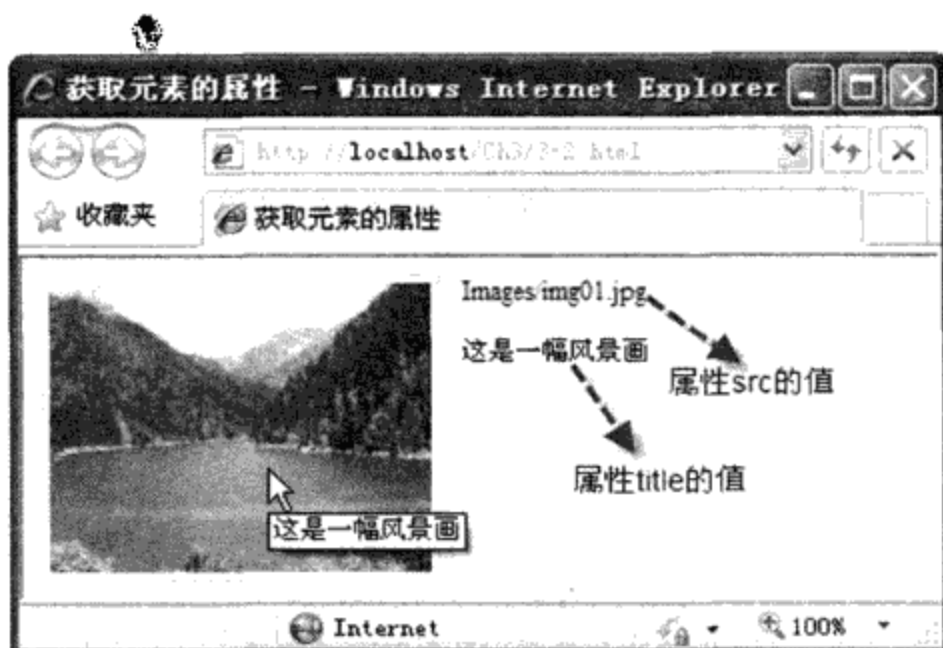 获取元素的属性 - Windows Internet Explorer
http://localhost/Ch3/3-2.html
收藏夹
获取元素的属性
Images/img01.jpg
这是一幅风景画
属性src的值
属性title的值
这是一幅风景画
Internet
100%